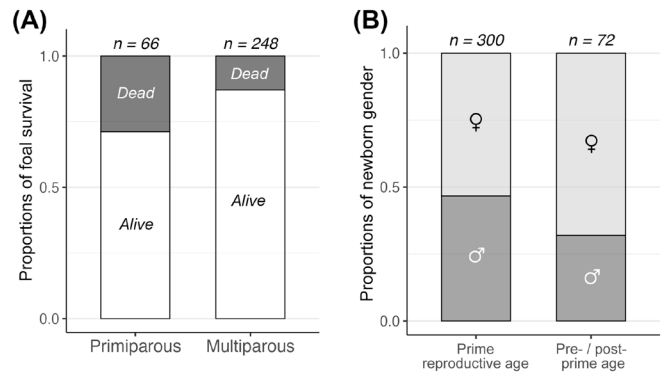 (A)
n = 66 n = 248
Proportions of foal survival
1.0
0.5
0.0
Dead
Dead
Alive
Alive
Primiparous Multiparous
(B)
n = 300 n = 72
Proportions of newborn gender
1.0
0.5
0.0
♀ ♀
♂ ♂
Prime
reproductive age
Pre- / post-
prime age